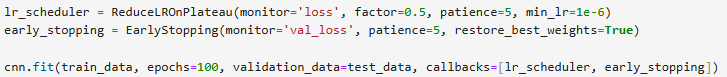 lr_scheduler = ReduceLROnPlateau(monitor='loss', factor=0.5, patience=5, min_lr=1e-6)
early_stopping = EarlyStopping(monitor='val_loss', patience=5, restore_best_weights=True)
cnn.fit(train_data, epochs=100, validation_data=test_data, callbacks=[lr_scheduler, early_stopping])